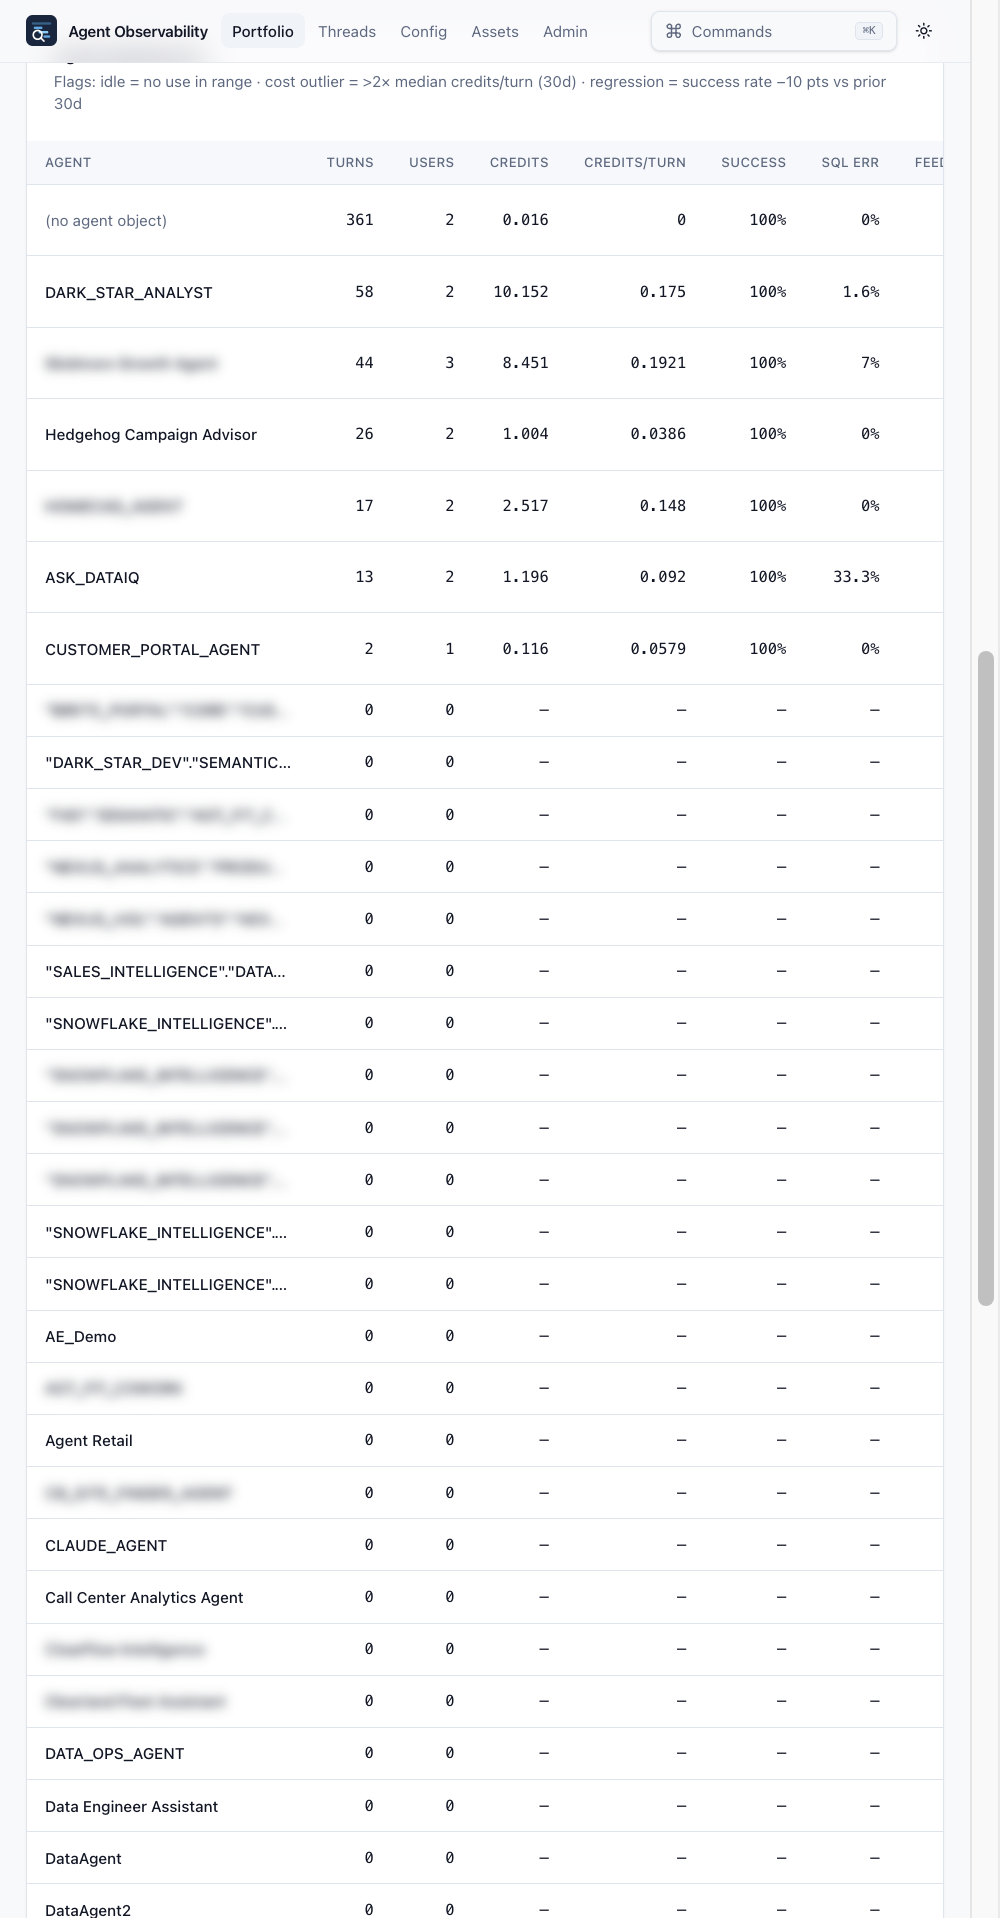 Agent Observability Portfolio Threads Config Assets Admin Commands ⌘K
Flags: idle = no use in range · cost outlier = >2× median credits/turn (30d) · regression = success rate −10 pts vs prior
30d
AGENT TURNS USERS CREDITS CREDITS/TURN SUCCESS SQL ERR FEED
(no agent object) 361 2 0.016 0 100% 0%
DARK_STAR_ANALYST 58 2 10.152 0.175 100% 1.6%
44 3 8.451 0.1921 100% 7%
Hedgehog Campaign Advisor 26 2 1.004 0.0386 100% 0%
17 2 2.517 0.148 100% 0%
ASK_DATAIQ 13 2 1.196 0.092 100% 33.3%
CUSTOMER_PORTAL_AGENT 2 1 0.116 0.0579 100% 0%
0 0 — — — —
"DARK_STAR_DEV"."SEMANTIC... 0 0 — — — —
0 0 — — — —
0 0 — — — —
0 0 — — — —
"SALES_INTELLIGENCE"."DATA... 0 0 — — — —
"SNOWFLAKE_INTELLIGENCE".... 0 0 — — — —
0 0 — — — —
0 0 — — — —
0 0 — — — —
"SNOWFLAKE_INTELLIGENCE".... 0 0 — — — —
"SNOWFLAKE_INTELLIGENCE".... 0 0 — — — —
AE_Demo 0 0 — — — —
0 0 — — — —
Agent Retail 0 0 — — — —
0 0 — — — —
CLAUDE_AGENT 0 0 — — — —
Call Center Analytics Agent 0 0 — — — —
0 0 — — — —
0 0 — — — —
DATA_OPS_AGENT 0 0 — — — —
Data Engineer Assistant 0 0 — — — —
DataAgent 0 0 — — — —
DataAgent2 0 0 — — — —